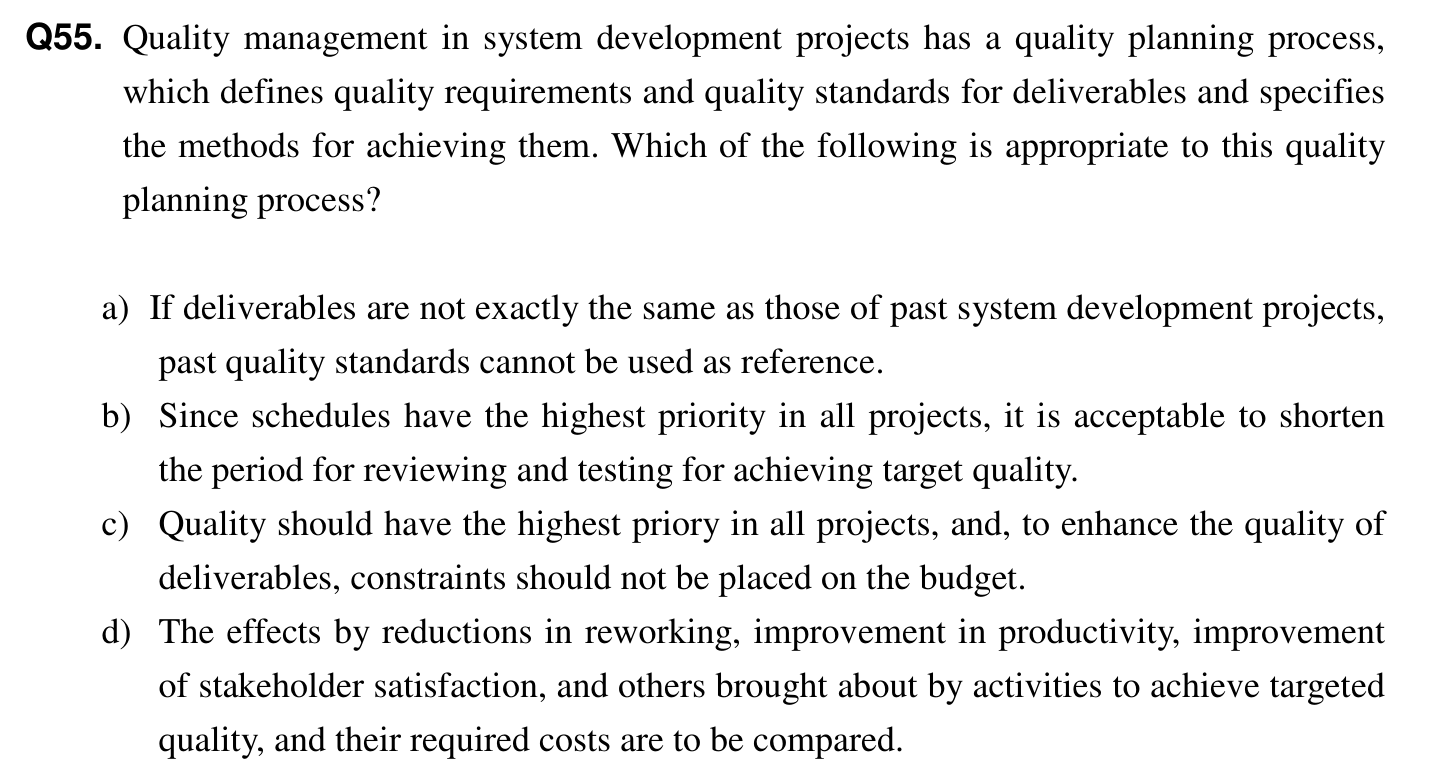 Q55. Quality management in system development projects has a quality planning process,
which defines quality requirements and quality standards for deliverables and specifies
the methods for achieving them. Which of the following is appropriate to this quality
planning process?
a) If deliverables are not exactly the same as those of past system development projects,
past quality standards cannot be used as reference.
b) Since schedules have the highest priority in all projects, it is acceptable to shorten
the period for reviewing and testing for achieving target quality.
c) Quality should have the highest priory in all projects, and, to enhance the quality of
deliverables, constraints should not be placed on the budget.
d) The effects by reductions in reworking, improvement in productivity, improvement
of stakeholder satisfaction, and others brought about by activities to achieve targeted
quality, and their required costs are to be compared.